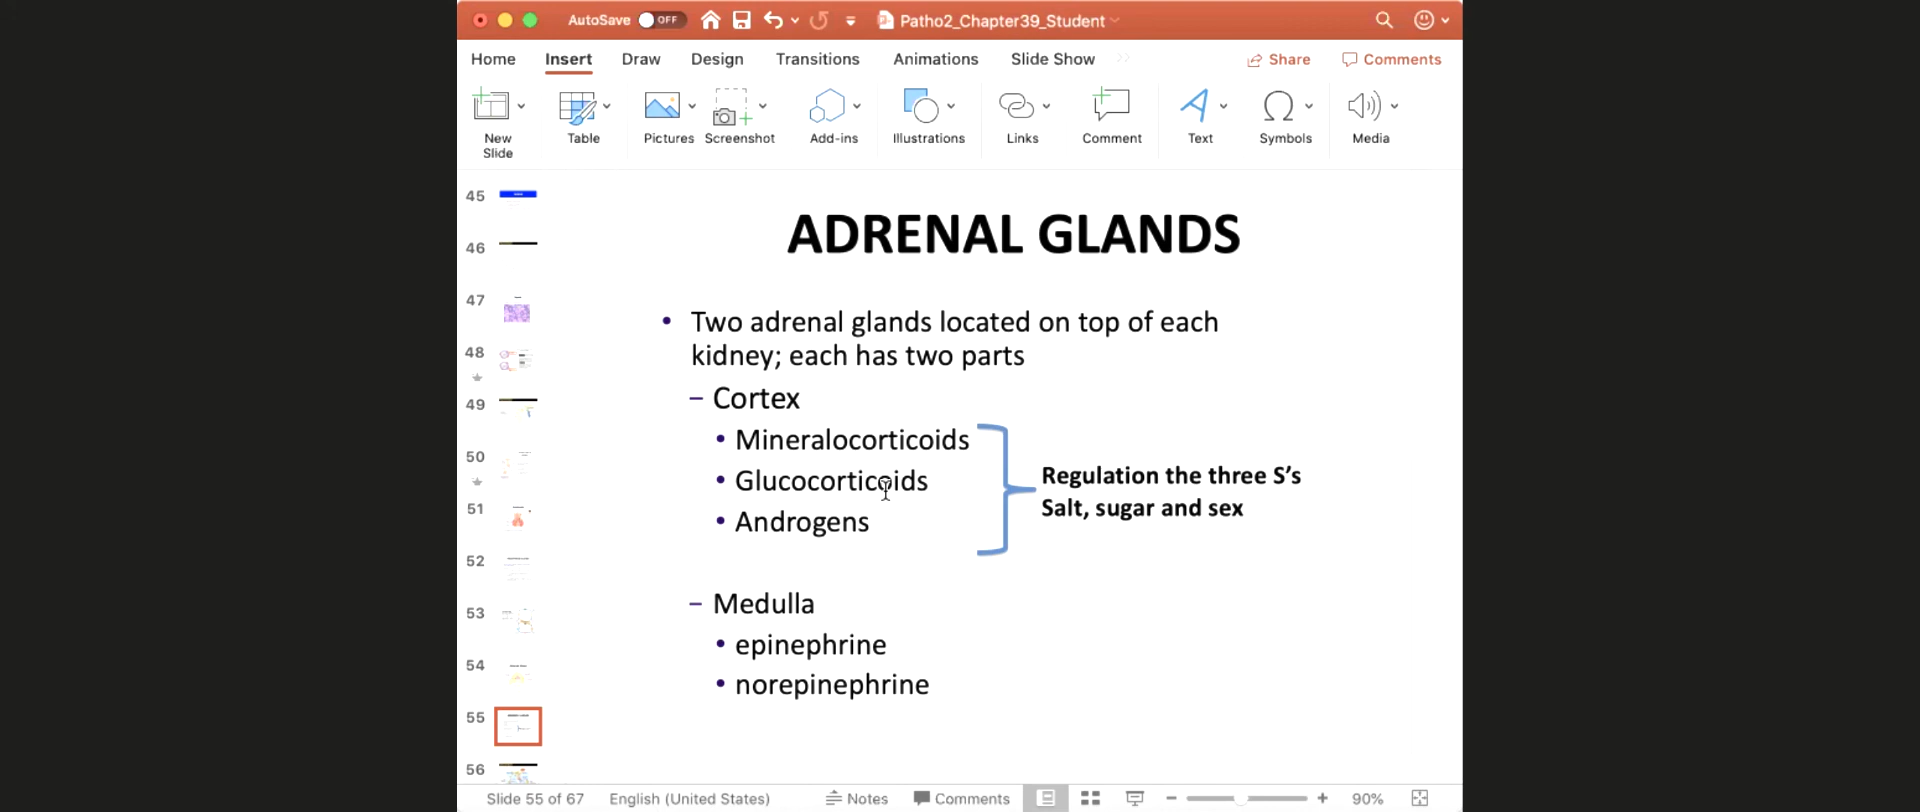 AutoSave OFF Patho2_Chapter39_Student
Home Insert Draw Design Transitions Animations Slide Show Share Comments
New Slide Table Pictures Screenshot Add-ins Illustrations Links Comment Text Symbols Media
45
46
47
48
49
50
51
52
53
54
55
56
ADRENAL GLANDS
• Two adrenal glands located on top of each
kidney; each has two parts
– Cortex
• Mineralocorticoids
• Glucocorticoids
• Androgens
Regulation the three S’s
Salt, sugar and sex
– Medulla
• epinephrine
• norepinephrine
Slide 55 of 67 English (United States) Notes Comments 90%